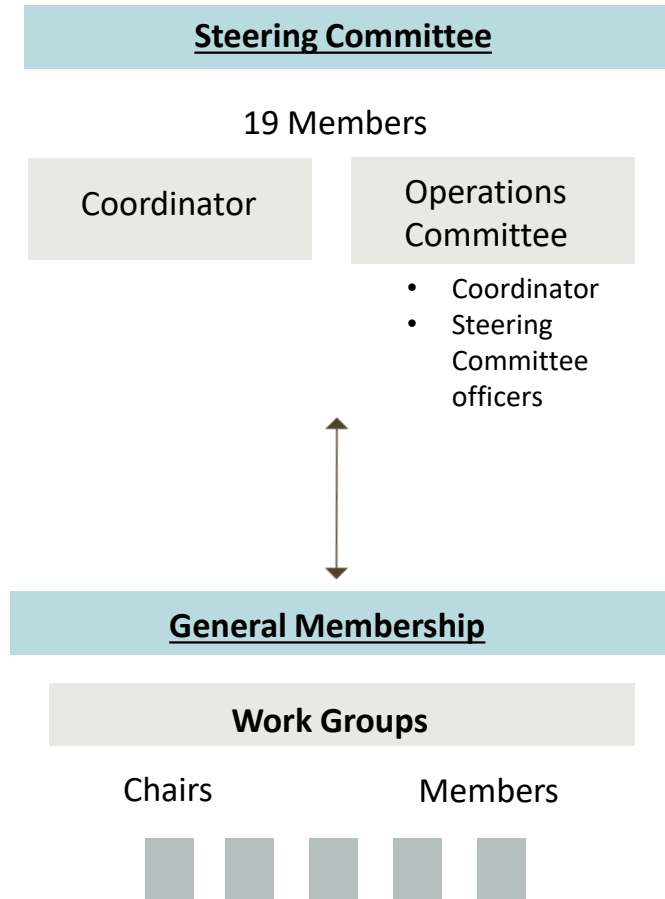 Steering Committee
19 Members
Coordinator
Operations
Committee
• Coordinator
• Steering
Committee
officers
General Membership
Work Groups
Chairs
Members